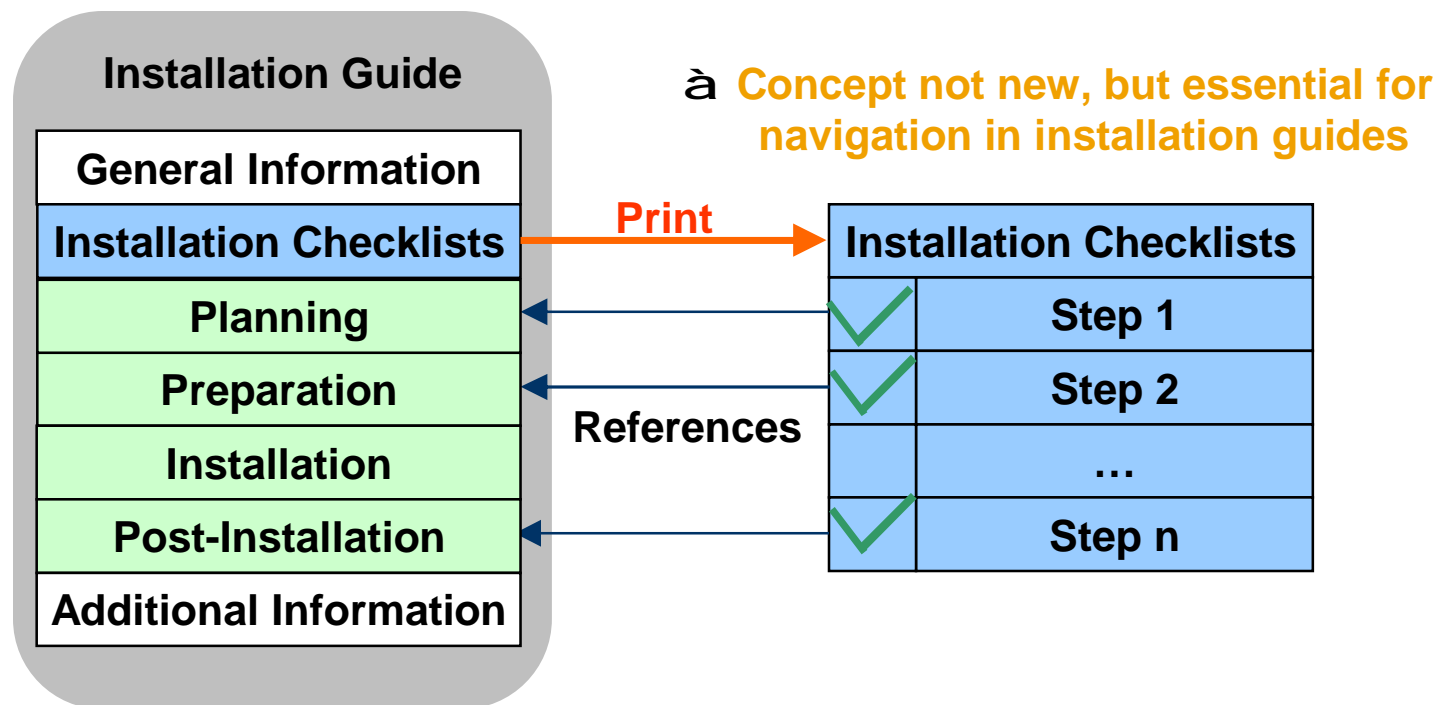 Installation Guide
General Information
Installation Checklists
Planning
Preparation
Installation
Post-Installation
Additional Information
à Concept not new, but essential for
navigation in installation guides
Print
References
Installation Checklists
Step 1
Step 2
…
Step n